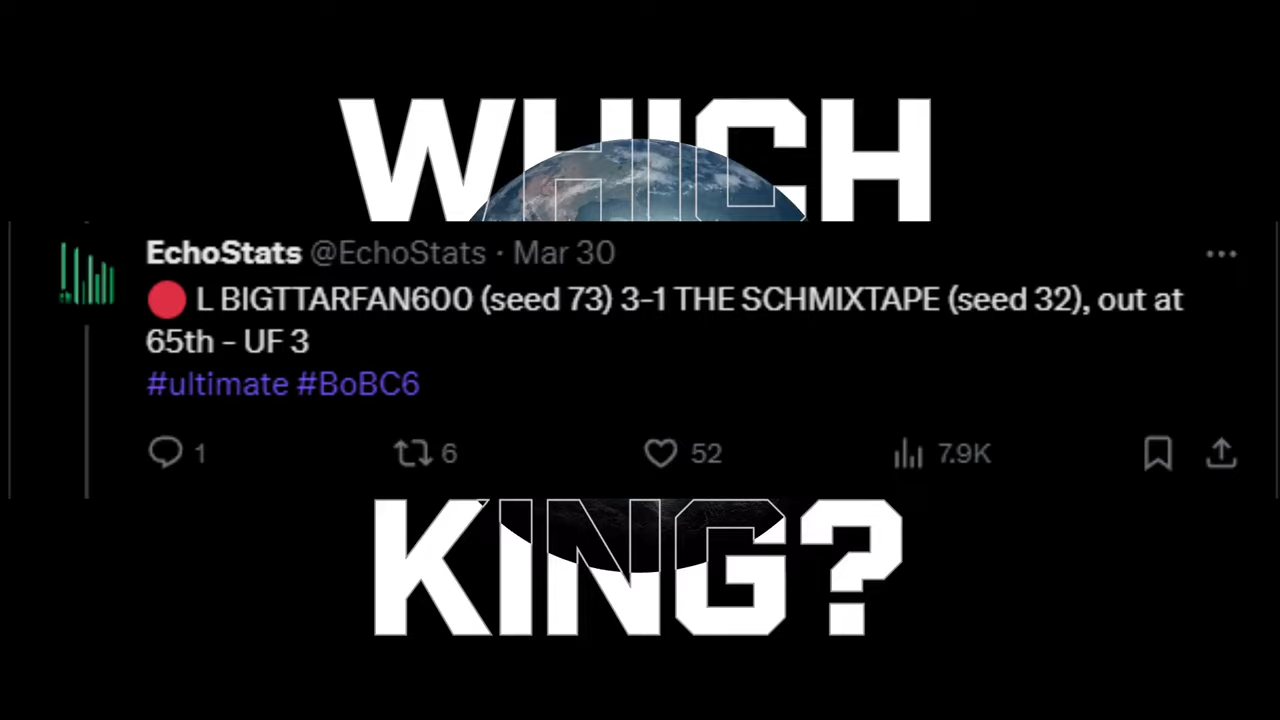 WHICH
EchoStats @EchoStats · Mar 30
🔴 L BIGTTARFAN600 (seed 73) 3-1 THE SCHMIXTAPE (seed 32), out at
65th - UF 3
#ultimate #BoBC6
1 6 52 7.9K
KING?